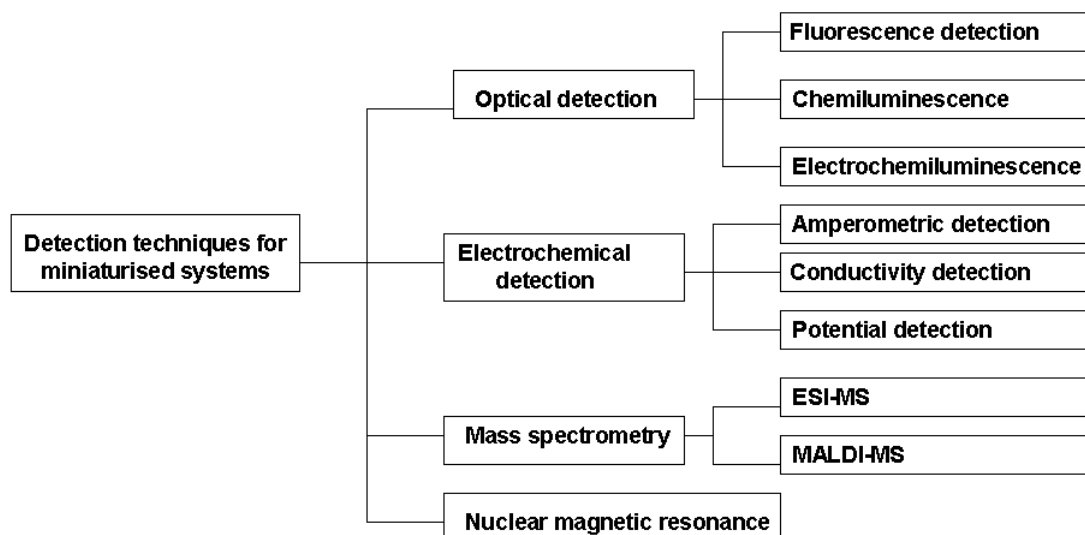 Detection techniques for
miniaturised systems
Optical detection
Fluorescence detection
Chemiluminescence
Electrochemiluminescence
Electrochemical
detection
Amperometric detection
Conductivity detection
Potential detection
Mass spectrometry
ESI-MS
MALDI-MS
Nuclear magnetic resonance